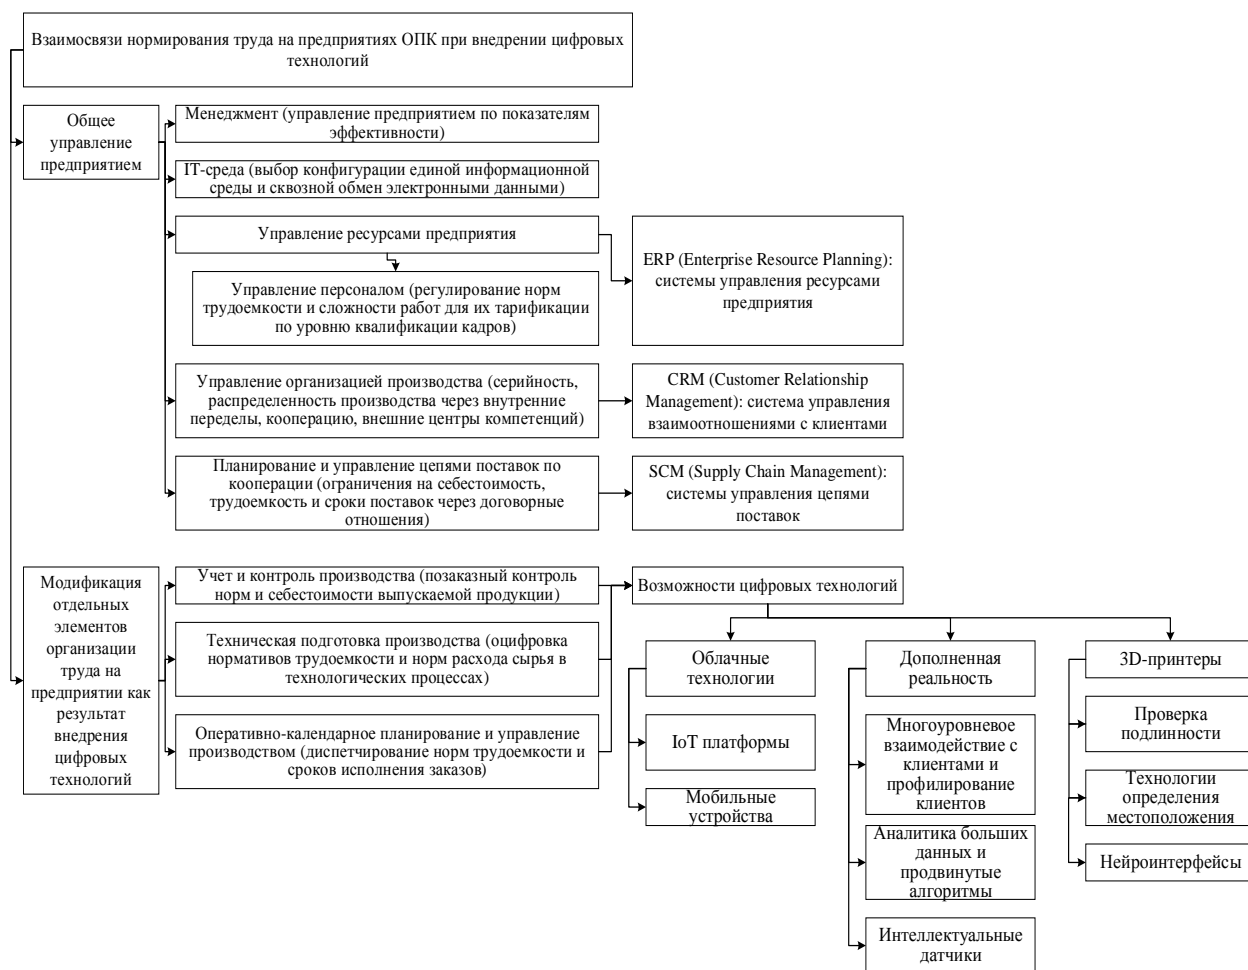 Взаимосвязи нормирования труда на предприятиях ОПК при внедрении цифровых
технологий
Общее
управление
предприятием
Менеджмент (управление предприятием по показателям
эффективности)
IT-среда (выбор конфигурации единой информационной
среды и сквозной обмен электронными данными)
Управление ресурсами предприятия
ERP (Enterprise Resource Planning):
системы управления ресурсами
предприятия
Управление персоналом (регулирование норм
трудоемкости и сложности работ для их тарификации
по уровню квалификации кадров)
Управление организацией производства (серийность,
распределенность производства через внутренние
переделы, кооперацию, внешние центры компетенций)
CRM (Customer Relationship
Management): система управления
взаимоотношениями с клиентами
Планирование и управление цепями поставок по
кооперации (ограничения на себестоимость,
трудоемкость и сроки поставок через договорные
отношения)
SCM (Supply Chain Management):
системы управления цепями
поставок
Модификация
отдельных
элементов
организации
труда на
предприятии как
результат
внедрения
цифровых
технологий
Учет и контроль производства (позаказный контроль
норм и себестоимости выпускаемой продукции)
Техническая подготовка производства (оцифровка
нормативов трудоемкости и норм расхода сырья в
технологических процессах)
Оперативно-календарное планирование и управление
производством (диспетчирование норм трудоемкости и
сроков исполнения заказов)
Возможности цифровых технологий
Облачные
технологии
IoT платформы
Мобильные
устройства
Дополненная
реальность
Многоуровневое
взаимодействие с
клиентами и
профилирование
клиентов
Аналитика больших
данных и
продвинутые
алгоритмы
Интеллектуальные
датчики
3D-принтеры
Проверка
подлинности
Технологии
определения
местоположения
Нейроинтерфейсы